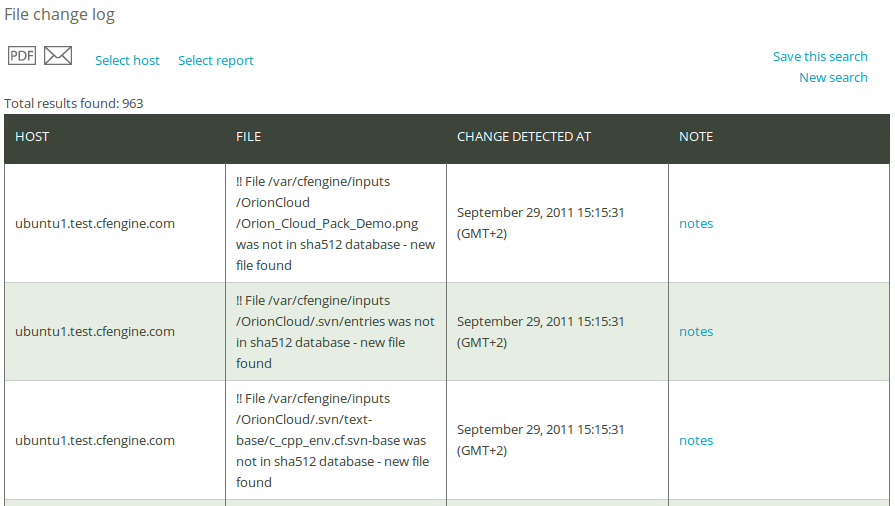 File change log
PDF
Select host Select report
Save this search
New search
Total results found: 963
HOST FILE CHANGE DETECTED AT NOTE
ubuntu1.test.cfengine.com
!! File /var/cfengine/inputs
/OrionCloud
/Orion_Cloud_Pack_Demo.png
was not in sha512 database - new
file found
September 29, 2011 15:15:31
(GMT+2)
notes
ubuntu1.test.cfengine.com
!! File /var/cfengine/inputs
/OrionCloud/.svn/entries was not
in sha512 database - new file
found
September 29, 2011 15:15:31
(GMT+2)
notes
ubuntu1.test.cfengine.com
!! File /var/cfengine/inputs
/OrionCloud/.svn/text-
base/c_cpp_env.cf.svn-base was
not in sha512 database - new file
found
September 29, 2011 15:15:31
(GMT+2)
notes